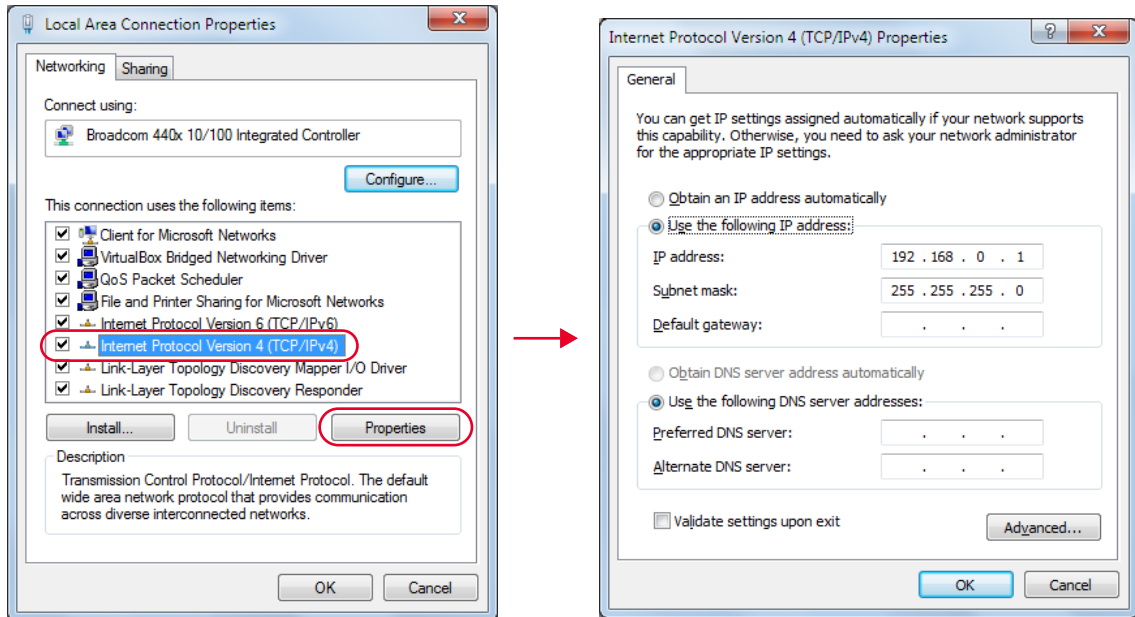 Local Area Connection Properties
Networking
Sharing
Connect using:
Broadcom 440x 10/100 Integrated Controller
Configure...
This connection uses the following items:
Client for Microsoft Networks
VirtualBox Bridged Networking Driver
QoS Packet Scheduler
File and Printer Sharing for Microsoft Networks
Internet Protocol Version 6 (TCP/IPv6)
Internet Protocol Version 4 (TCP/IPv4)
Link-Layer Topology Discovery Mapper I/O Driver
Link-Layer Topology Discovery Responder
Install...
Uninstall
Properties
Description
Transmission Control Protocol/Internet Protocol. The default
wide area network protocol that provides communication
across diverse interconnected networks.
OK
Cancel
Internet Protocol Version 4 (TCP/IPv4) Properties
General
You can get IP settings assigned automatically if your network supports
this capability. Otherwise, you need to ask your network administrator
for the appropriate IP settings.
Obtain an IP address automatically
Use the following IP address:
IP address: 192 . 168 . 0 . 1
Subnet mask: 255 . 255 . 255 . 0
Default gateway: . . .
Obtain DNS server address automatically
Use the following DNS server addresses:
Preferred DNS server: . . .
Alternate DNS server: . . .
Validate settings upon exit
Advanced...
OK
Cancel